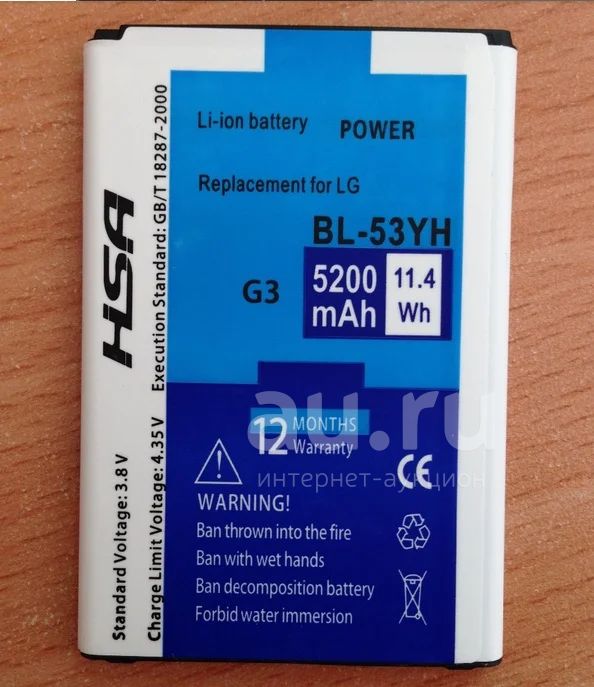 Li-ion battery POWER
Replacement for LG
BL-53YH
G3
5200 mAh
11.4 Wh
12 MONTHS Warranty
CE
WARNING!
Ban thrown into the fire
Ban with wet hands
Ban decomposition battery
Forbid water immersion
HSA
Execution Standard: GB/T 18287-2000
Standard Voltage: 3.8V
Charge Limit Voltage: 4.35V
au.ru
интернет-аукцион